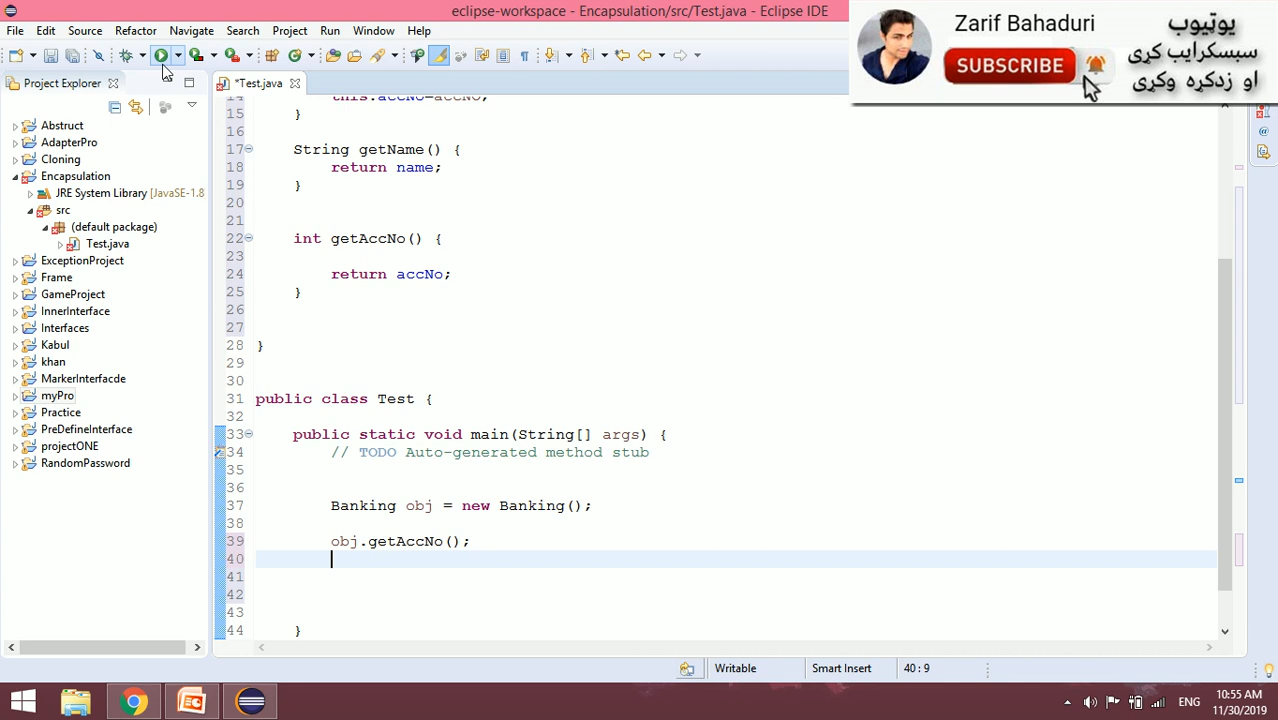 eclipse-workspace - Encapsulation/src/Test.java - Eclipse IDE
File Edit Source Refactor Navigate Search Project Run Window Help
Zarif Bahaduri
SUBSCRIBE
یوټیوب
سبسکرایب کړی
او زدکړه وکړی
Project Explorer
*Test.java
Abstruct
AdapterPro
Cloning
Encapsulation
JRE System Library [JavaSE-1.8
src
(default package)
Test.java
ExceptionProject
Frame
GameProject
InnerInterface
Interfaces
Kabul
khan
MarkerInterfacde
myPro
Practice
PreDefineInterface
projectONE
RandomPassword
14 this.accNo=accNo;
15 }
16
17 String getName() {
18 return name;
19 }
20
21
22 int getAccNo() {
23
24 return accNo;
25 }
26
27
28 }
29
30
31 public class Test {
32
33 public static void main(String[] args) {
34 // TODO Auto-generated method stub
35
36
37 Banking obj = new Banking();
38
39 obj.getAccNo();
40
41
42
43
44 }
Writable Smart Insert 40 : 9
ENG
10:55 AM
11/30/2019